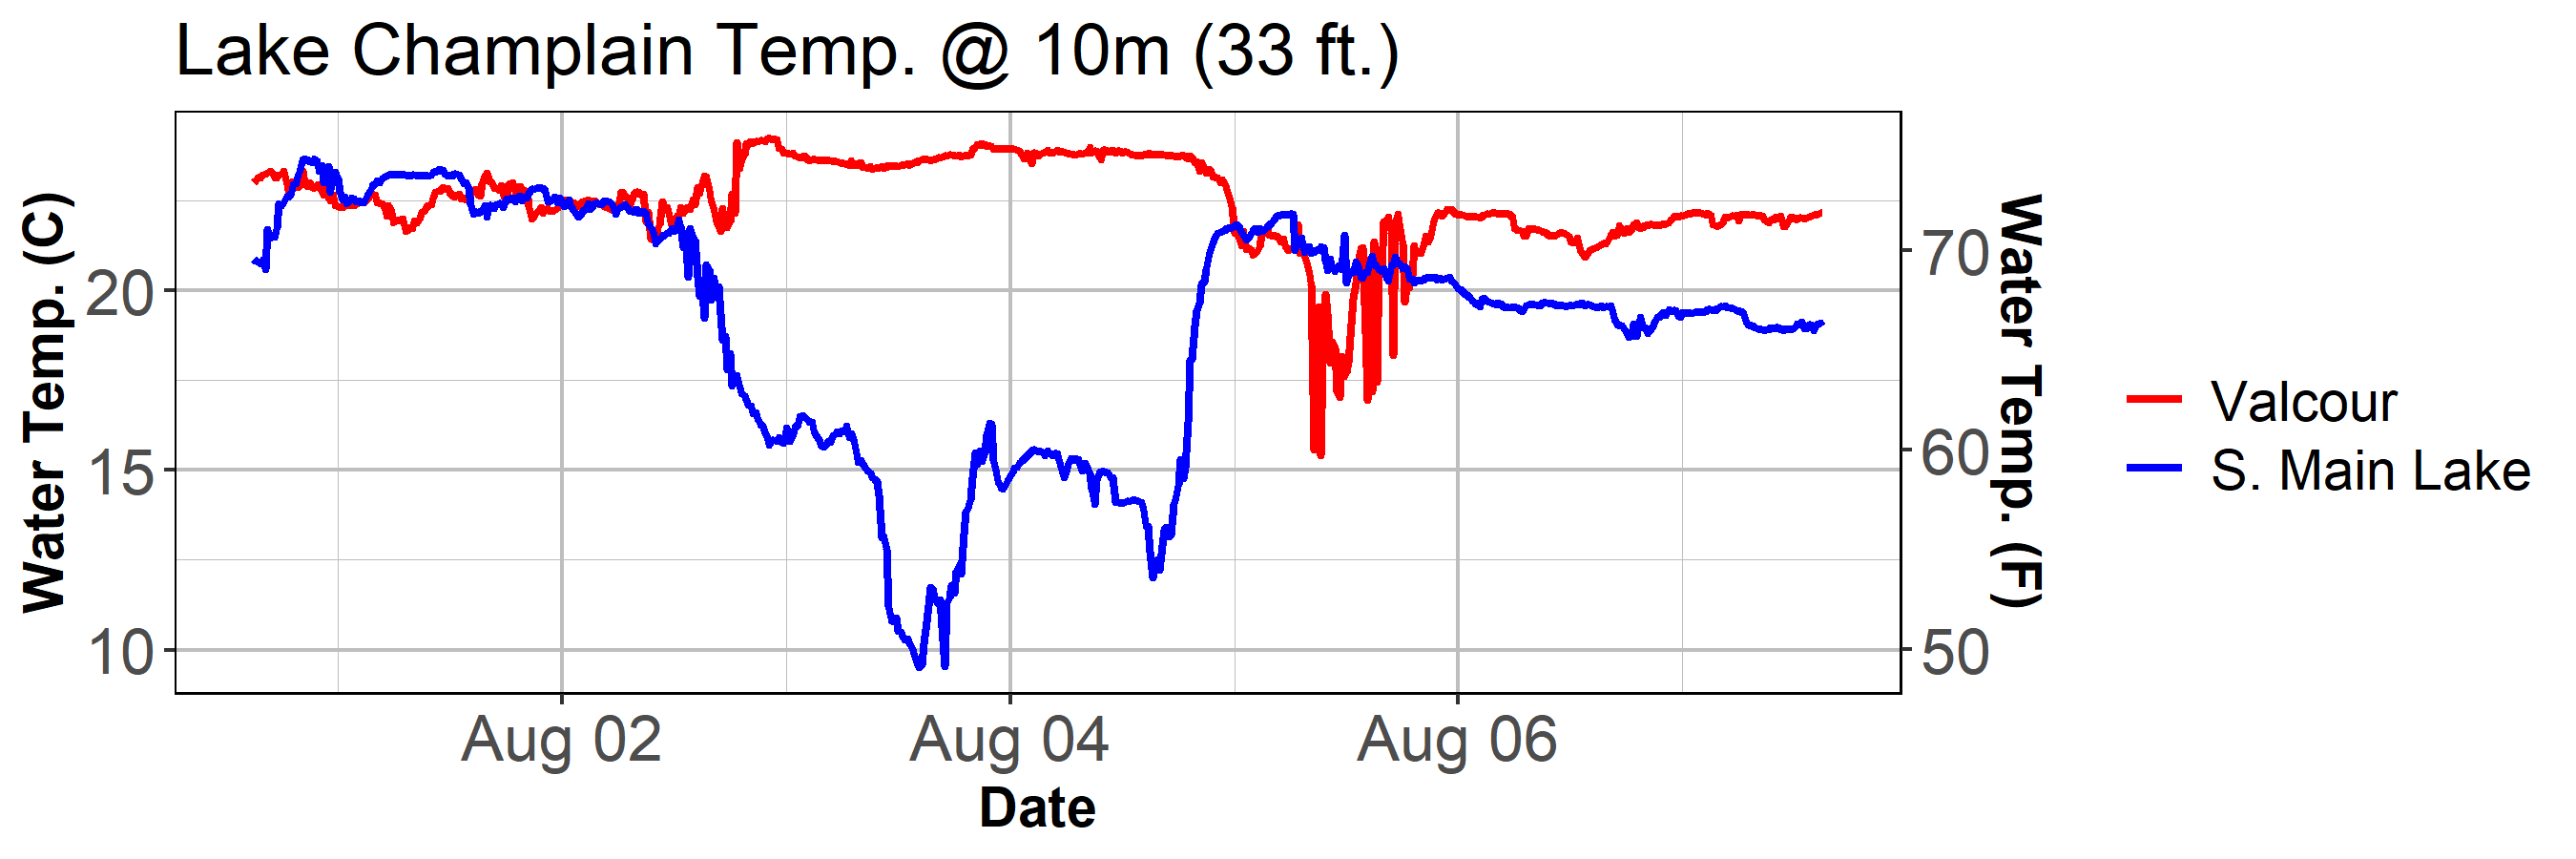 Lake Champlain Temp. @ 10m (33 ft.)
Water Temp. (C)
20
15
10
Water Temp. (F)
70
60
50
Valcour
S. Main Lake
Aug 02
Aug 04
Aug 06
Date